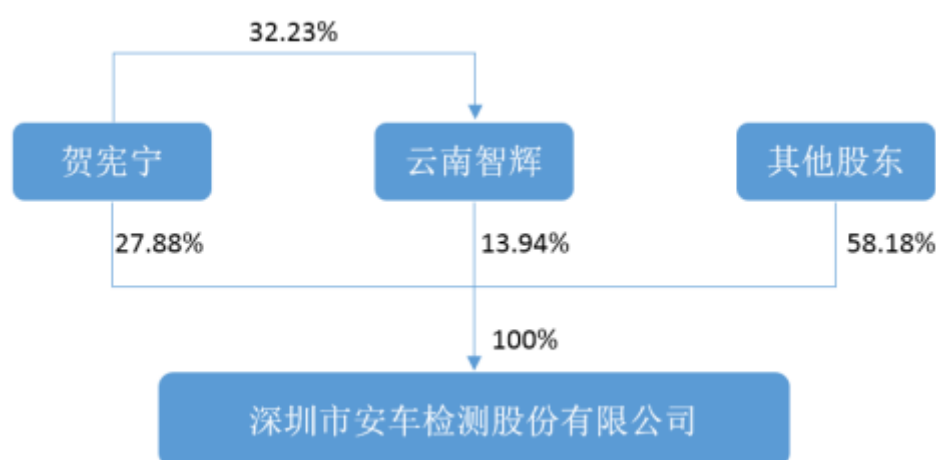 32.23%
贺宪宁
云南智辉
其他股东
27.88%
13.94%
58.18%
100%
深圳市安车检测股份有限公司